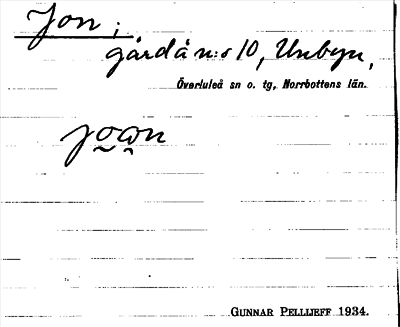 Jon ;
gård å n:o 10, Unbyn,
Överluleå sn o. tg, Norrbottens län.
GUNNAR PELLIJEFF 1934.